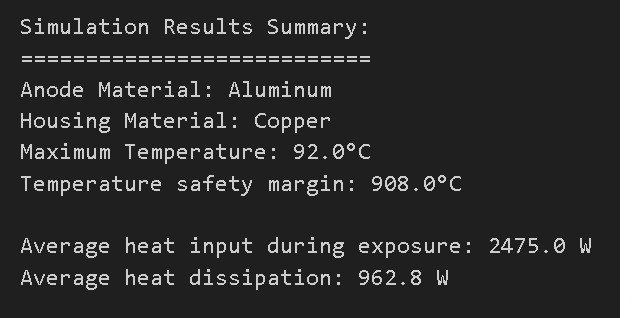 Simulation Results Summary:
===========================
Anode Material: Aluminum
Housing Material: Copper
Maximum Temperature: 92.0°C
Temperature safety margin: 908.0°C
Average heat input during exposure: 2475.0 W
Average heat dissipation: 962.8 W